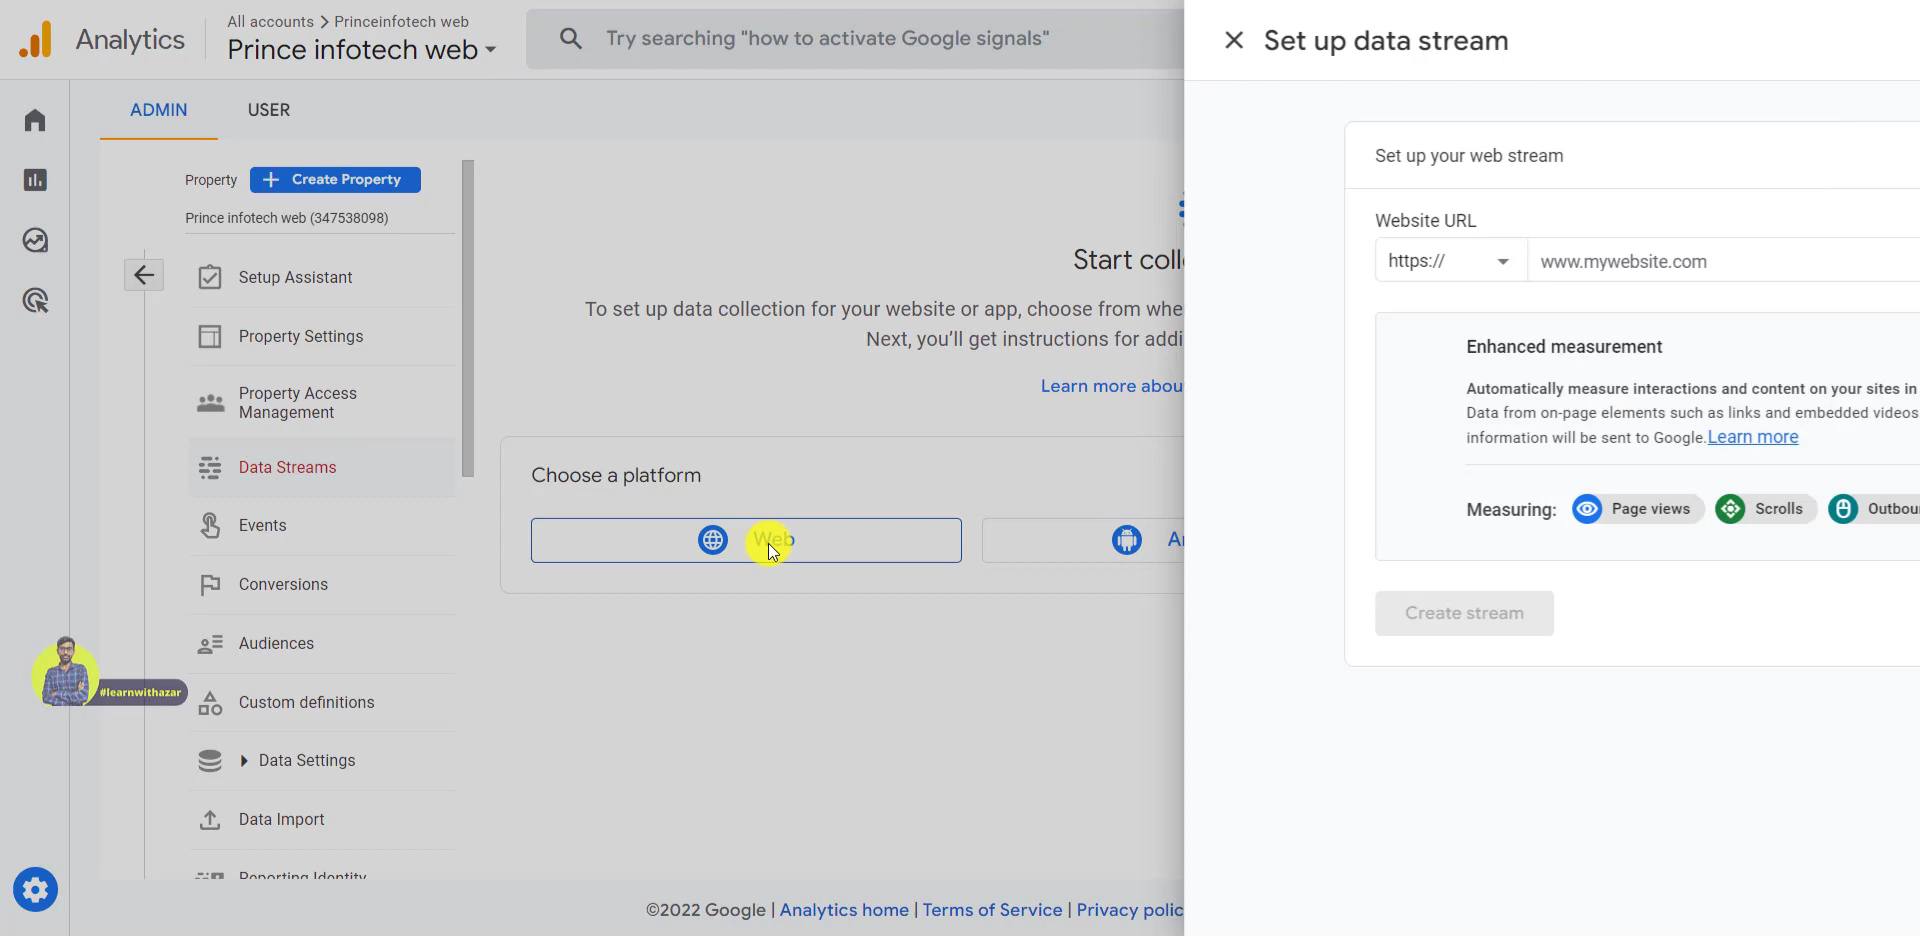 Analytics
All accounts > Princeinfotech web
Prince infotech web
Try searching "how to activate Google signals"
Set up data stream
ADMIN
USER
Property
Create Property
Prince infotech web (347538098)
Setup Assistant
Property Settings
Property Access
Management
Data Streams
Events
Conversions
Audiences
Custom definitions
Data Settings
Data Import
Reporting Identity
#learnwithazar
Start coll
To set up data collection for your website or app, choose from whe
Next, you'll get instructions for addi
Learn more abou
Choose a platform
Web
©2022 Google | Analytics home | Terms of Service | Privacy polic
Set up your web stream
Website URL
https://
www.mywebsite.com
Enhanced measurement
Automatically measure interactions and content on your sites in
Data from on-page elements such as links and embedded videos
information will be sent to Google. Learn more
Measuring:
Page views
Scrolls
Outbou
Create stream